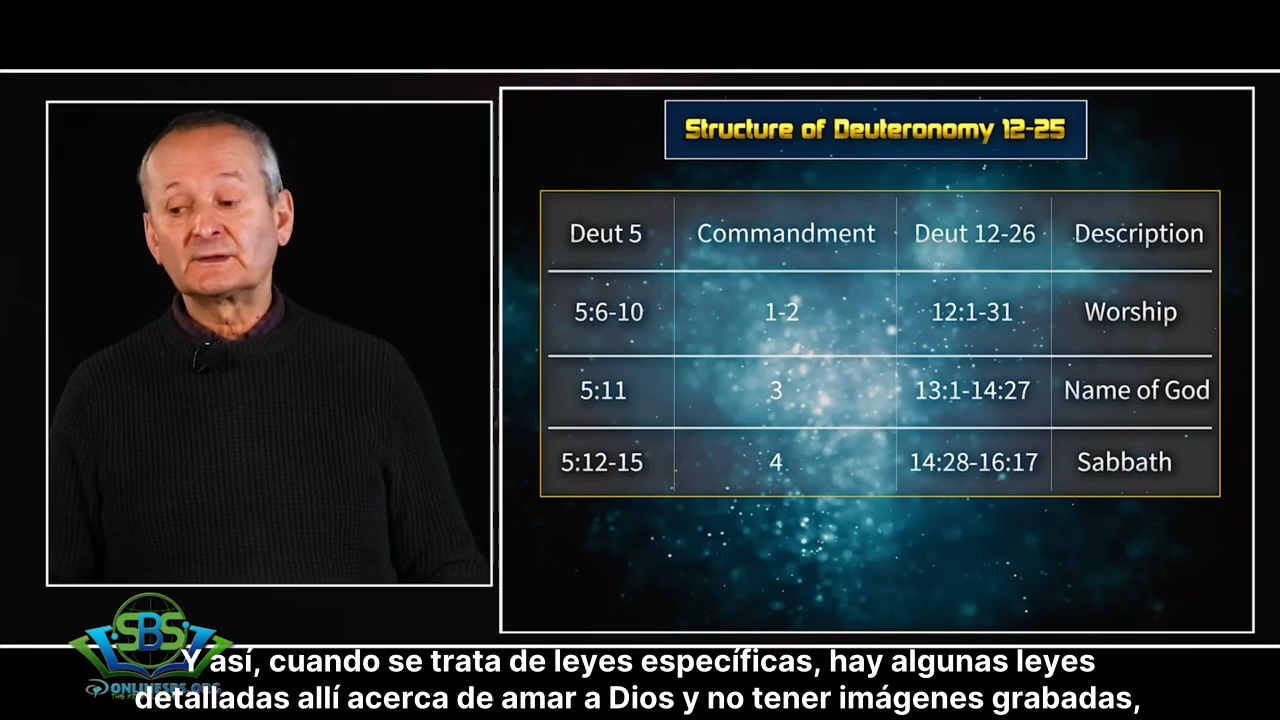 Structure of Deuteronomy 12-25
Deut 5 Commandment Deut 12-26 Description
5:6-10 1-2 12:1-31 Worship
5:11 3 13:1-14:27 Name of God
5:12-15 4 14:28-16:17 Sabbath
SBS
ONLINESBS.ORG
Y así, cuando se trata de leyes específicas, hay algunas leyes
detalladas allí acerca de amar a Dios y no tener imágenes grabadas,